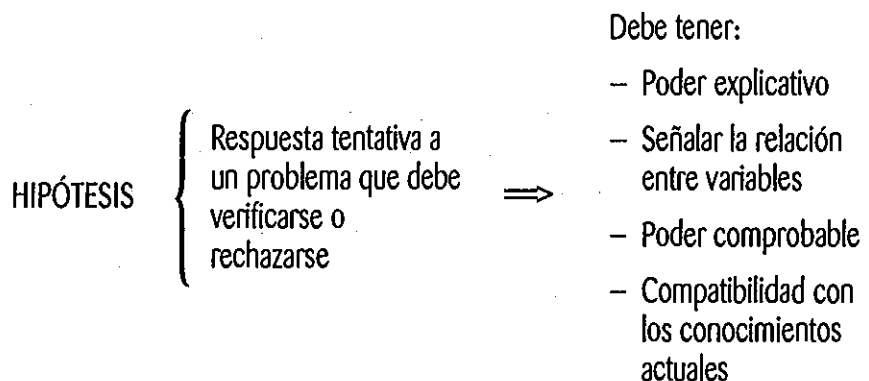 HIPÓTESIS
Respuesta tentativa a
un problema que debe
verificarse o
rechazarse
Debe tener:
– Poder explicativo
– Señalar la relación
entre variables
– Poder comprobable
– Compatibilidad con
los conocimientos
actuales